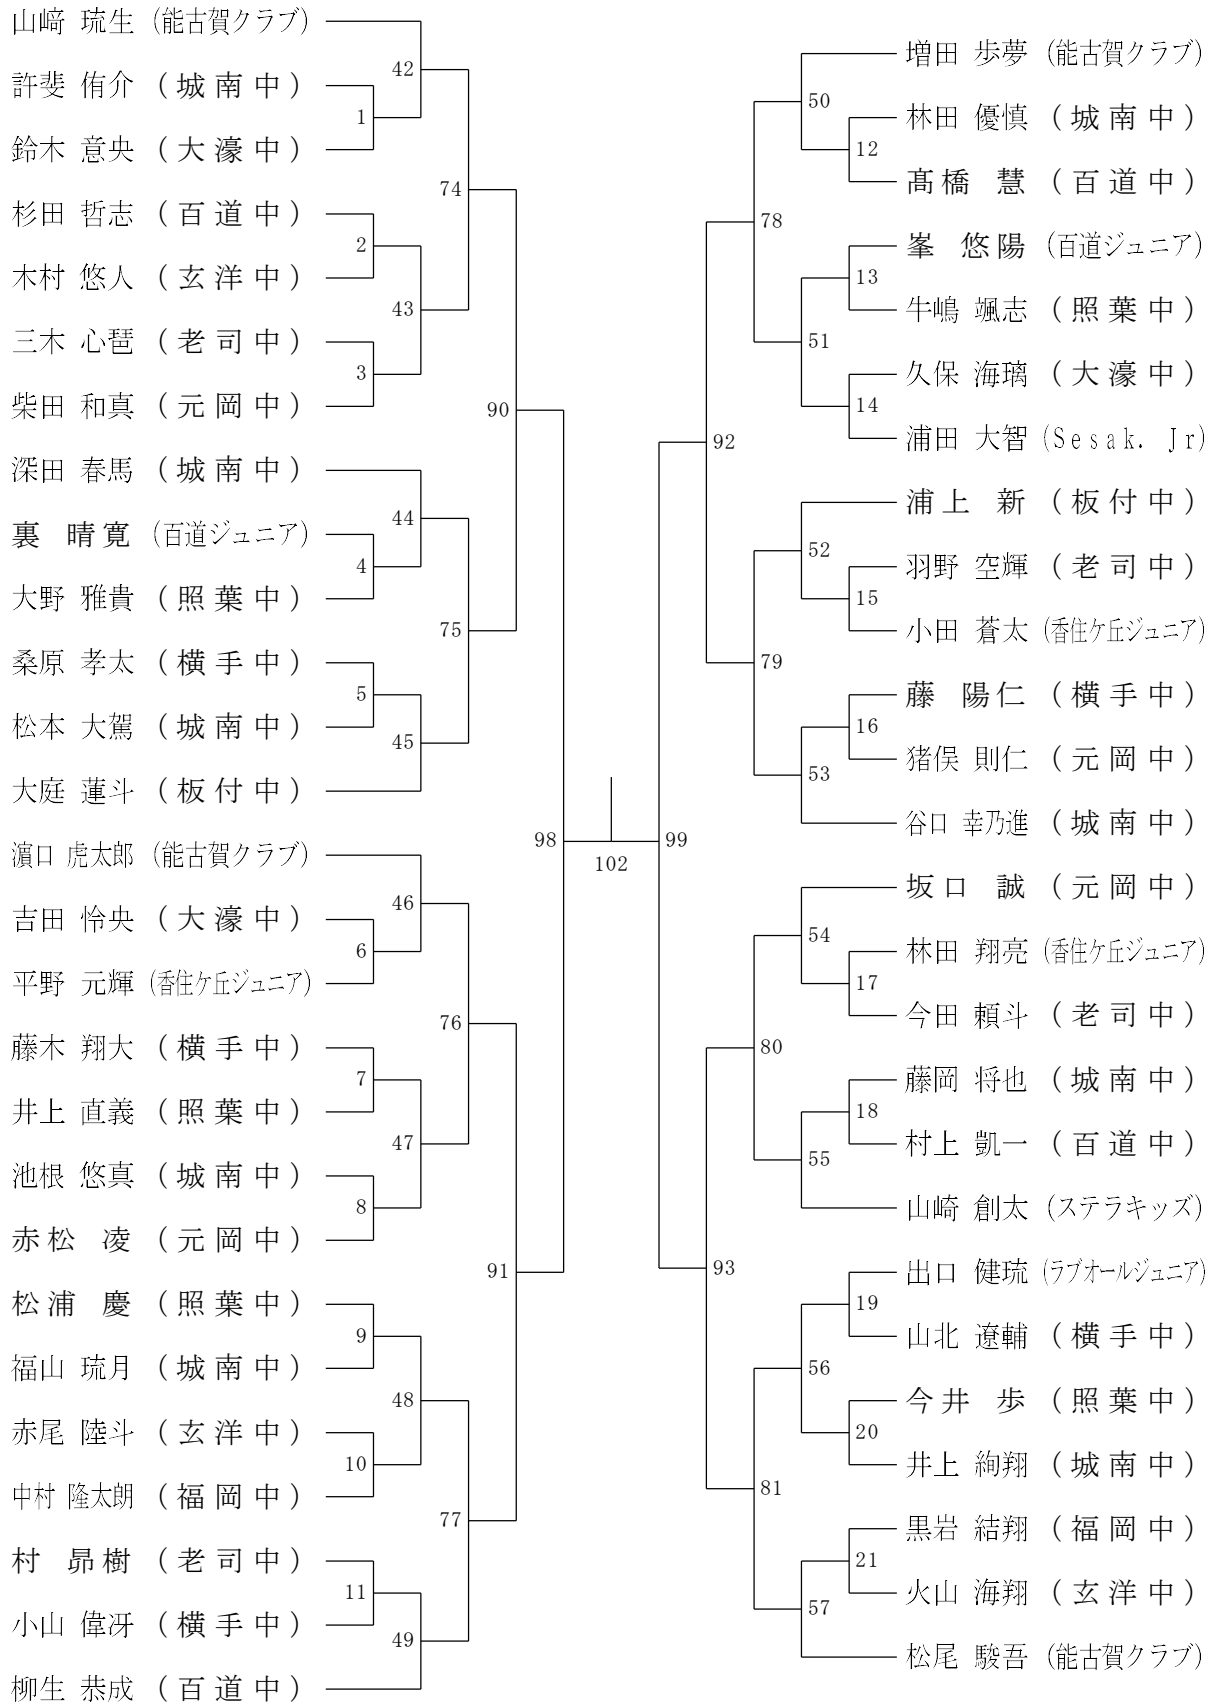 山﨑 琉生 (能古賀クラブ)
許斐 侑介 (城南中)
鈴木 意央 (大濠中)
杉田 哲志 (百道中)
木村 悠人 (玄洋中)
三木 心琶 (老司中)
柴田 和真 (元岡中)
深田 春馬 (城南中)
裏 晴寛 (百道ジュニア)
大野 雅貴 (照葉中)
桑原 孝太 (横手中)
松本 大駕 (城南中)
大庭 蓮斗 (板付中)
濵口 虎太郎 (能古賀クラブ)
吉田 怜央 (大濠中)
平野 元輝 (香住ケ丘ジュニア)
藤木 翔大 (横手中)
井上 直義 (照葉中)
池根 悠真 (城南中)
赤松 凌 (元岡中)
松浦 慶 (照葉中)
福山 琉月 (城南中)
赤尾 陸斗 (玄洋中)
中村 隆太朗 (福岡中)
村 昴樹 (老司中)
小山 偉冴 (横手中)
柳生 恭成 (百道中)
1
2
3
4
5
6
7
8
9
10
11
42
43
44
45
46
47
48
49
74
75
76
77
90
91
98
102
99
92
93
78
79
80
81
50
51
52
53
54
55
56
57
12
13
14
15
16
17
18
19
20
21
増田 歩夢 (能古賀クラブ)
林田 優慎 (城南中)
髙橋 慧 (百道中)
峯 悠陽 (百道ジュニア)
牛嶋 颯志 (照葉中)
久保 海璃 (大濠中)
浦田 大智 (Sesak. Jr)
浦上 新 (板付中)
羽野 空輝 (老司中)
小田 蒼太 (香住ケ丘ジュニア)
藤 陽仁 (横手中)
猪俣 則仁 (元岡中)
谷口 幸乃進 (城南中)
坂口 誠 (元岡中)
林田 翔亮 (香住ケ丘ジュニア)
今田 頼斗 (老司中)
藤岡 将也 (城南中)
村上 凱一 (百道中)
山崎 創太 (ステラキッズ)
出口 健琉 (ラブオールジュニア)
山北 遼輔 (横手中)
今井 歩 (照葉中)
井上 絢翔 (城南中)
黒岩 結翔 (福岡中)
火山 海翔 (玄洋中)
松尾 駿吾 (能古賀クラブ)